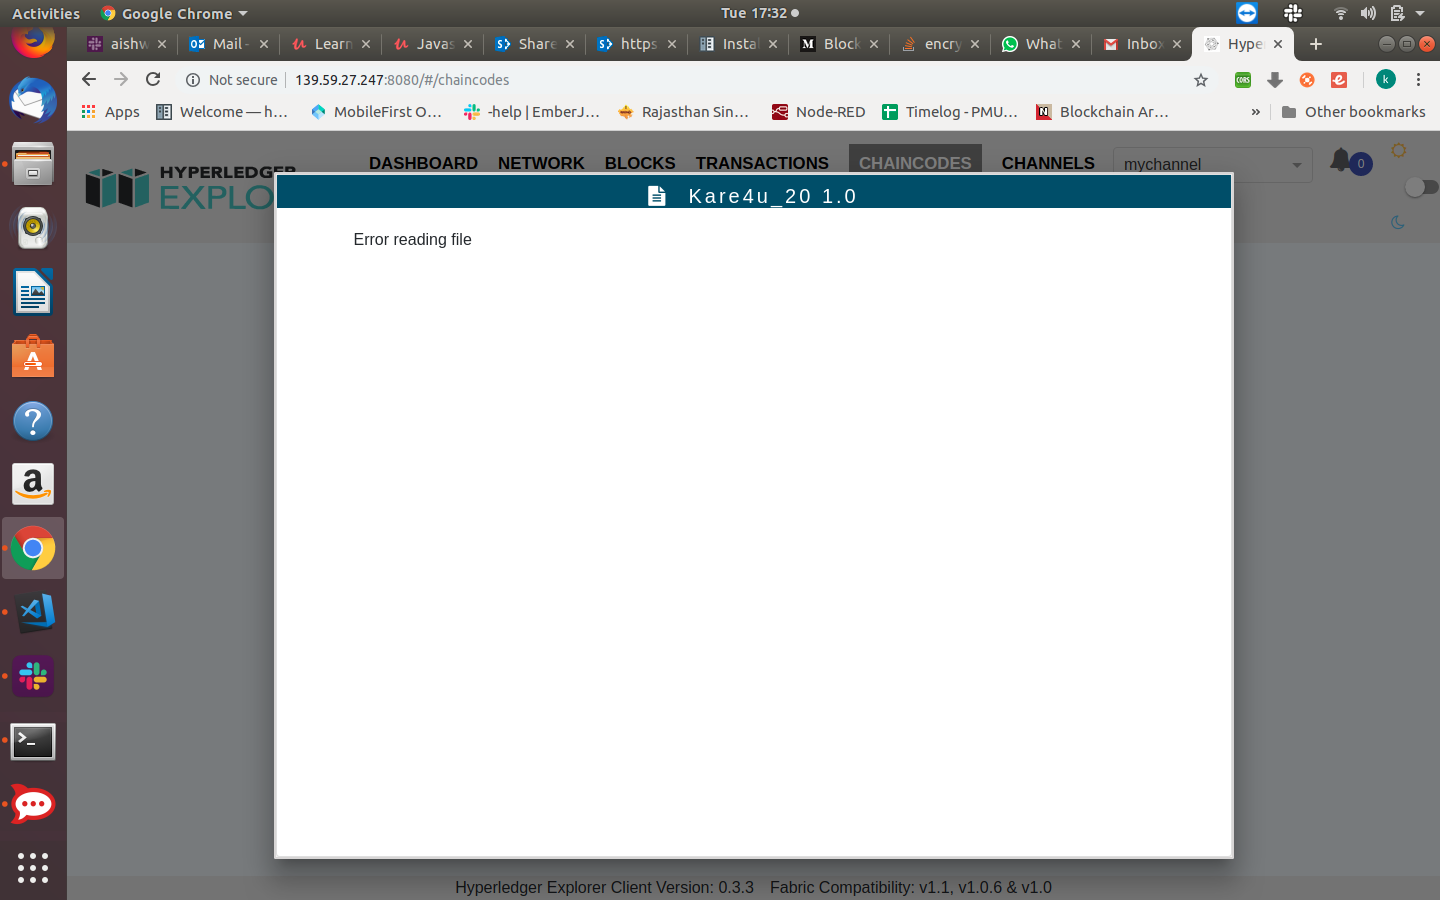 Activities Google Chrome Tue 17:32
aishw Mail - Learn Javas Share https Instal Block encry What Inbox Hype
Not secure 139.59.27.247:8080/#/chaincodes
Apps Welcome — h... MobileFirst O... -help | EmberJ... Rajasthan Sin... Node-RED Timelog - PMU... Blockchain Ar... » Other bookmarks
HYPERLEDGER
EXPLO
DASHBOARD NETWORK BLOCKS TRANSACTIONS CHAINCODES CHANNELS mychannel 0
Kare4u_20 1.0
Error reading file
Hyperledger Explorer Client Version: 0.3.3 Fabric Compatibility: v1.1, v1.0.6 & v1.0